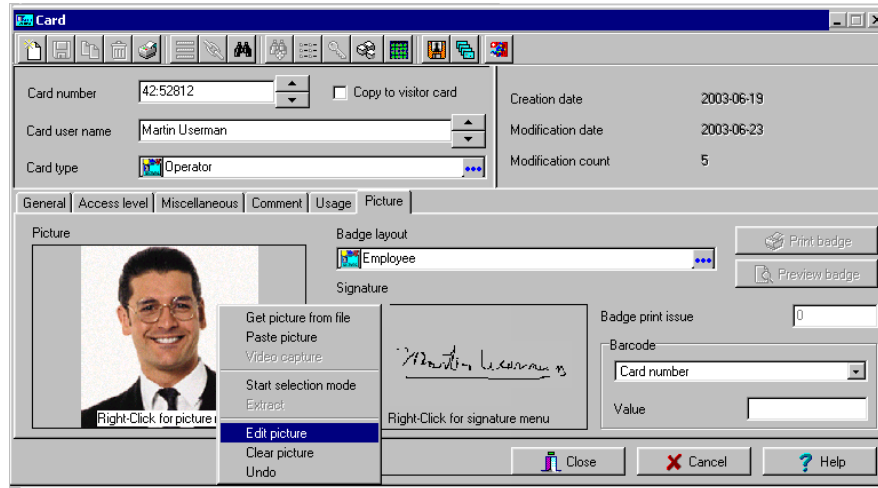 Card
Card number
42:52812
Copy to visitor card
Creation date
2003-06-19
Card user name
Martin Userman
Modification date
2003-06-23
Card type
Operator
Modification count
5
General
Access level
Miscellaneous
Comment
Usage
Picture
Picture
Badge layout
Print badge
Employee
Preview badge
Signature
Get picture from file
Paste picture
Video capture
Start selection mode
Extract
Edit picture
Clear picture
Undo
Badge print issue
0
Barcode
Card number
Value
Martin Userman
Right-Click for picture
Right-Click for signature menu
Close
Cancel
Help